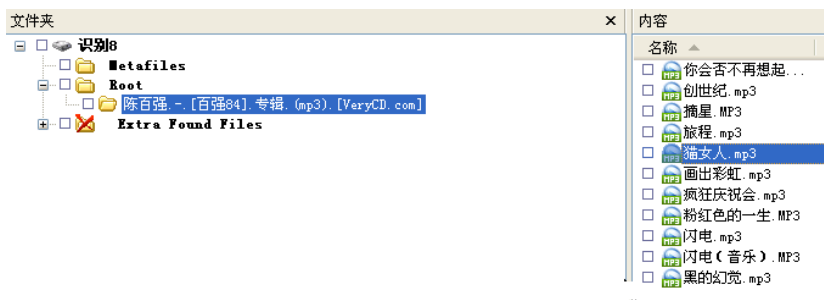 文件夹
识别8
Metafiles
Root
陈百强.-.[百强84].专辑.(mp3).[VeryCD.com]
Extra Found Files
内容
名称
你会否不再想起...
创世纪.mp3
摘星.MP3
旅程.mp3
猫女人.mp3
画出彩虹.mp3
疯狂庆祝会.mp3
粉红色的一生.MP3
闪电.mp3
闪电(音乐).MP3
黑的幻觉.mp3